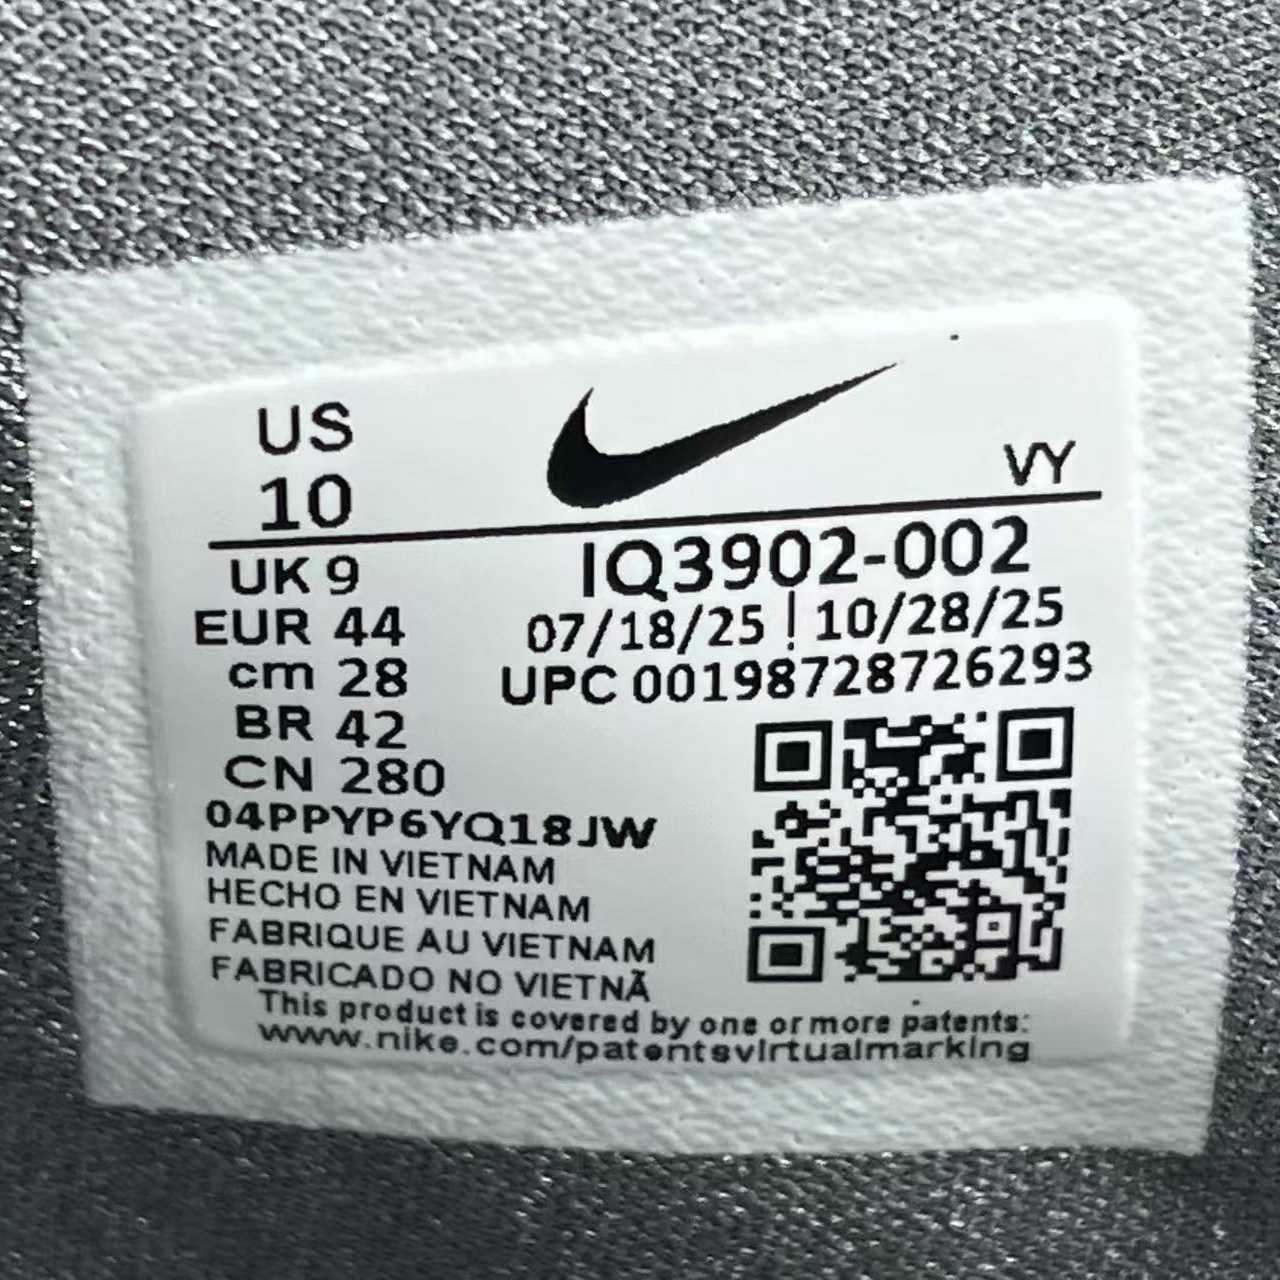 US
10
VY
UK 9
EUR 44
cm 28
BR 42
CN 280
IQ3902-002
07/18/25 | 10/28/25
UPC 00198728726293
04PPYP6YQ18JW
MADE IN VIETNAM
HECHO EN VIETNAM
FABRIQUE AU VIETNAM
FABRICADO NO VIETNÃ
This product is covered by one or more patents:
www.nike.com/patentsvirtualmarking